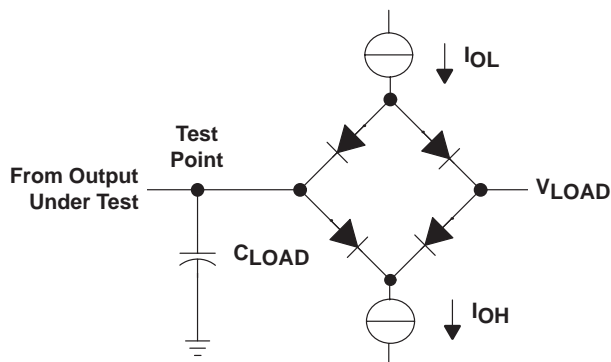 IOL
Test
Point
From Output
Under Test
VLOAD
CLOAD
IOH